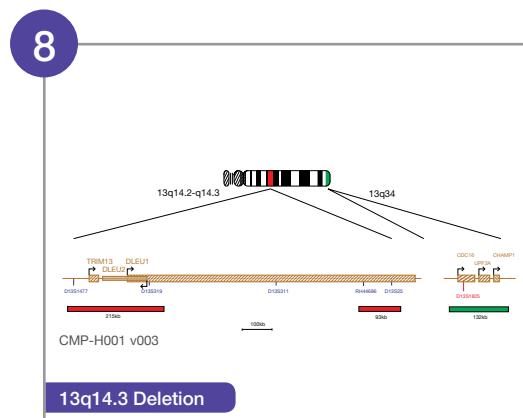 8
13q14.2-q14.3
13q34
TRIM13
DLEU2
DLEU1
CDC16
UPF3A
CHAMP1
D13S1477
D13S319
D13S311
RH44686
D13S25
D13S1825
215kb
93kb
132kb
100kb
CMP-H001 v003
13q14.3 Deletion